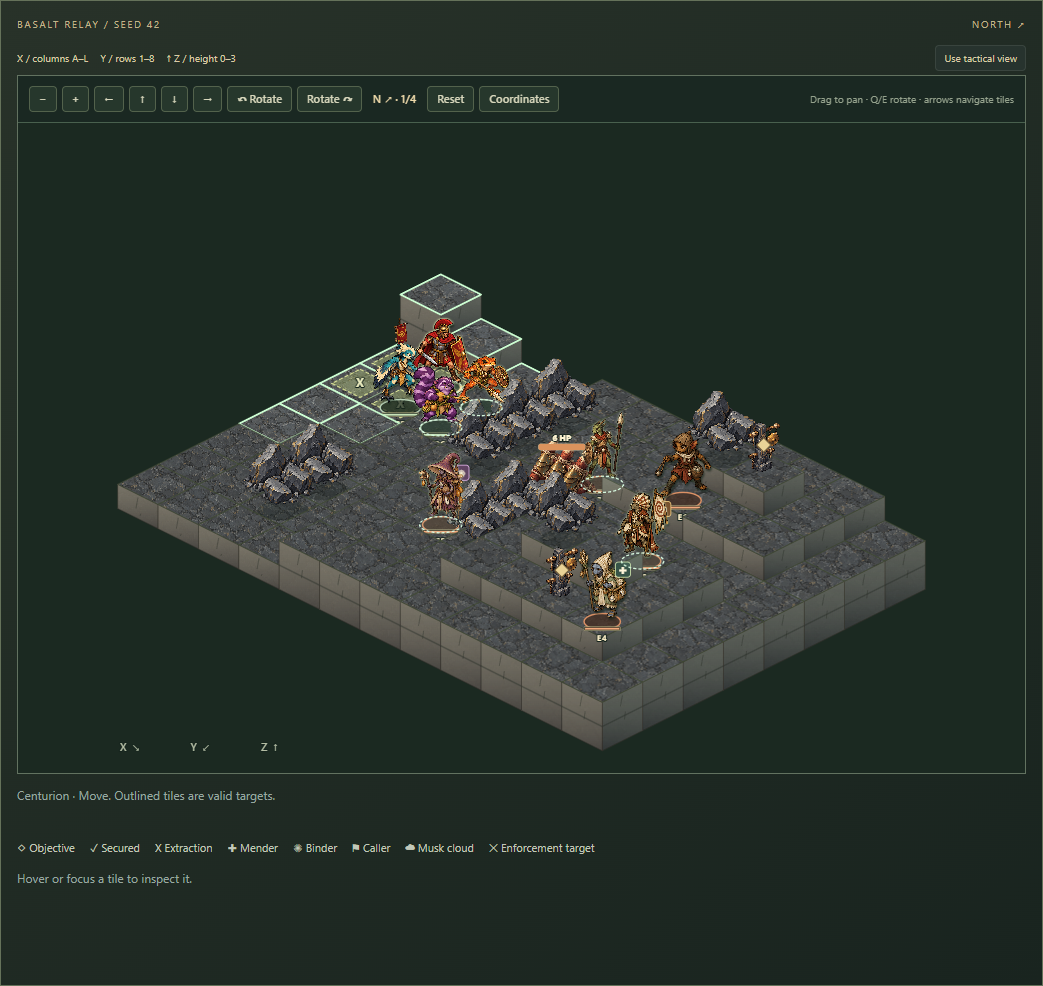 BASALT RELAY / SEED 42
NORTH ↗
X / columns A–L Y / rows 1–8 ↑ Z / height 0–3
Use tactical view
− + ← ↑ ↓ → ↶ Rotate Rotate ↷ N ↗ · 1/4 Reset Coordinates
Drag to pan · Q/E rotate · arrows navigate tiles
X
X
6 HP
E4
X ↘ Y ↙ Z ↑
Centurion · Move. Outlined tiles are valid targets.
◇ Objective ✓ Secured X Extraction ✚ Mender ❋ Binder ⚑ Caller ☁ Musk cloud ✕ Enforcement target
Hover or focus a tile to inspect it.